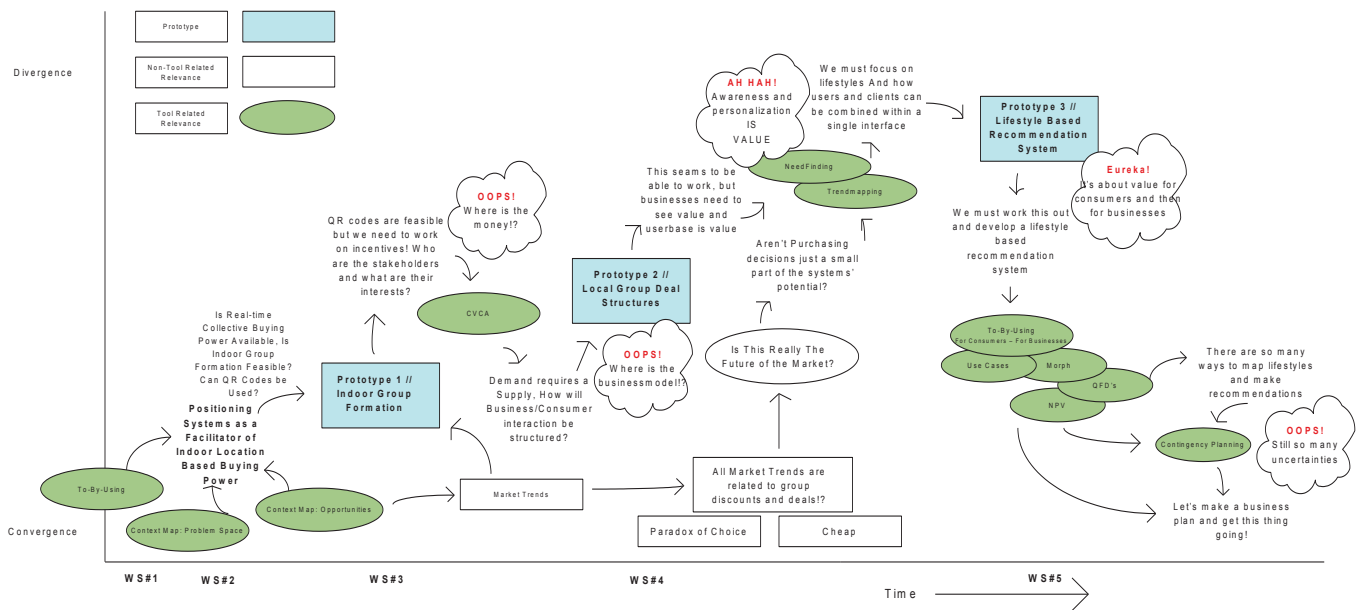 Prototype
Non-Tool Related
Relevance
Tool Related
Relevance
Divergence
Convergence
To-By-Using
Context Map: Problem Space
Context Map: Opportunities
Positioning
Systems as a
Facilitator of
Indoor Location
Based Buying
Power
Is Real-time
Collective Buying
Power Available, Is
Indoor Group
Formation Feasible?
Can QR Codes be
Used?
Prototype 1 //
Indoor Group
Formation
QR codes are feasible
but we need to work
on incentives! Who
are the stakeholders
and what are their
interests?
OOPS!
Where is the
money!?
CVCA
Demand requires a
Supply, How will
Business/Consumer
interaction be
structured?
Market Trends
Prototype 2 //
Local Group Deal
Structures
OOPS!
Where is the
businessmodel!?
This seams to be
able to work, but
businesses need to
see value and
userbase is value
All Market Trends are
related to group
discounts and deals!?
Paradox of Choice
Cheap
Is This Really The
Future of the Market?
Aren't Purchasing
decisions just a small
part of the systems'
potential?
AH HAH!
Awareness and
personalization
IS
VALUE
NeedFinding
Trendmapping
We must focus on
lifestyles And how
users and clients can
be combined within a
single interface
Prototype 3 //
Lifestyle Based
Recommendation
System
Eureka!
It's about value for
consumers and then
for businesses
We must work this out
and develop a lifestyle
based
recommendation
system
To-By-Using
For Consumers – For Businesses
Use Cases
Morph
QFD's
NPV
There are so many
ways to map lifestyles
and make
recommendations
Contingency Planning
OOPS!
Still so many
uncertainties
Let's make a business
plan and get this thing
going!
WS#1
WS#2
WS#3
WS#4
WS#5
Time